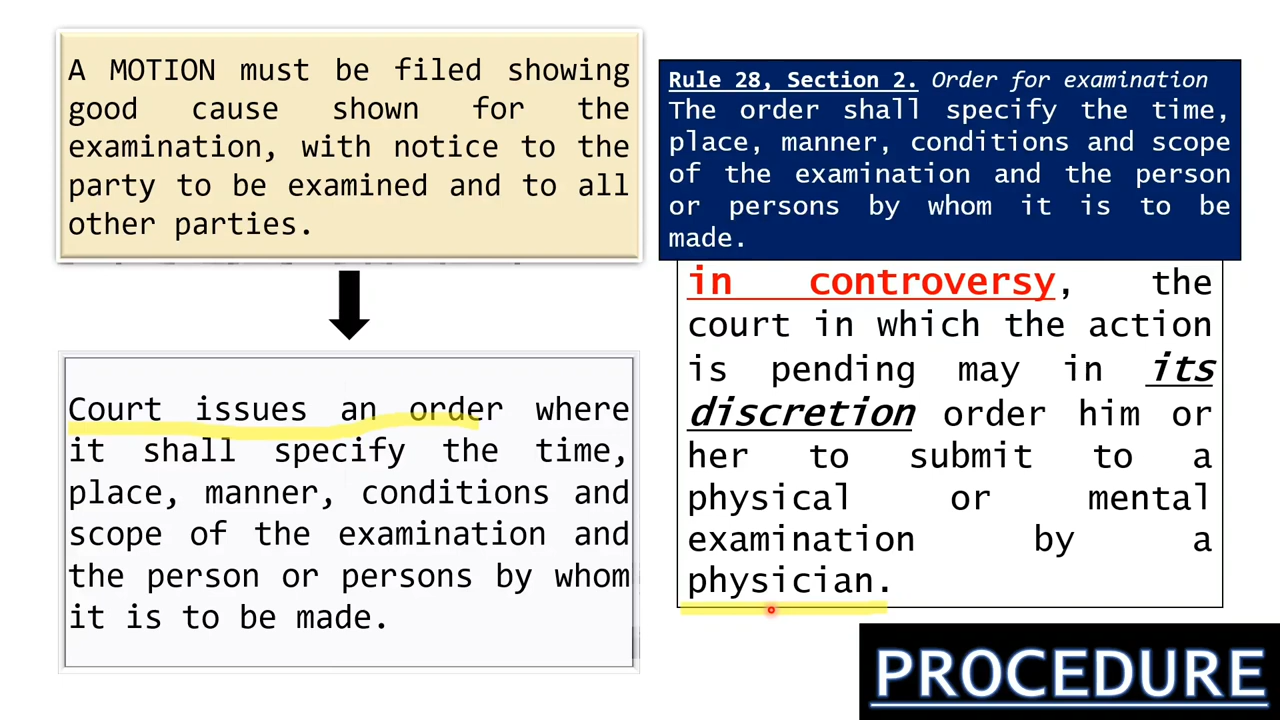 A MOTION must be filed showing
good cause shown for the
examination, with notice to the
party to be examined and to all
other parties.
Court issues an order where
it shall specify the time,
place, manner, conditions and
scope of the examination and
the person or persons by whom
it is to be made.
Rule 28, Section 2. Order for examination
The order shall specify the time,
place, manner, conditions and scope
of the examination and the person
or persons by whom it is to be
made.
in controversy, the
court in which the action
is pending may in its
discretion order him or
her to submit to a
physical or mental
examination by a
physician.
PROCEDURE